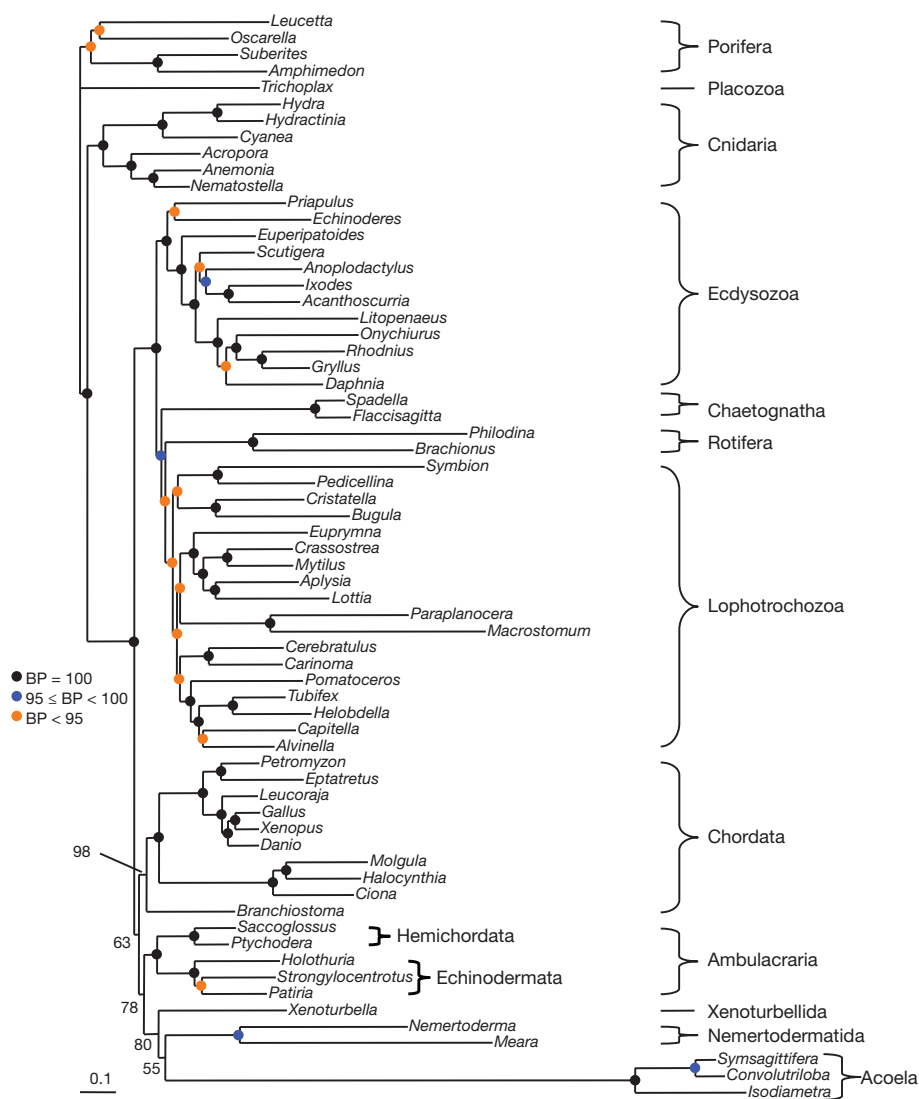 Leucetta
Oscarella
Suberites
Amphimedon
Porifera
Trichoplax
Placozoa
Hydra
Hydractinia
Cyanea
Acropora
Anemonia
Nematostella
Cnidaria
Priapulus
Echinoderes
Euperipatoides
Scutigera
Anoplodactylus
Ixodes
Acanthoscurria
Litopenaeus
Onychiurus
Rhodnius
Gryllus
Daphnia
Ecdysozoa
Spadella
Flaccisagitta
Chaetognatha
Philodina
Brachionus
Rotifera
Symbion
Pedicellina
Cristatella
Bugula
Euprymna
Crassostrea
Mytilus
Aplysia
Lottia
Paraplanocera
Macrostomum
Cerebratulus
Carinoma
Pomatoceros
Tubifex
Helobdella
Capitella
Alvinella
Lophotrochozoa
BP = 100
95 ≤ BP < 100
BP < 95
Petromyzon
Eptatretus
Leucoraja
Gallus
Xenopus
Danio
Molgula
Halocynthia
Ciona
Branchiostoma
Chordata
98
63
Saccoglossus
Ptychodera
Hemichordata
Holothuria
Strongylocentrotus
Patiria
Echinodermata
Ambulacraria
78
Xenoturbella
Xenoturbellida
80
Nemertoderma
Meara
Nemertodermatida
55
Symsagittifera
Convolutriloba
Isodiametra
Acoela
0.1